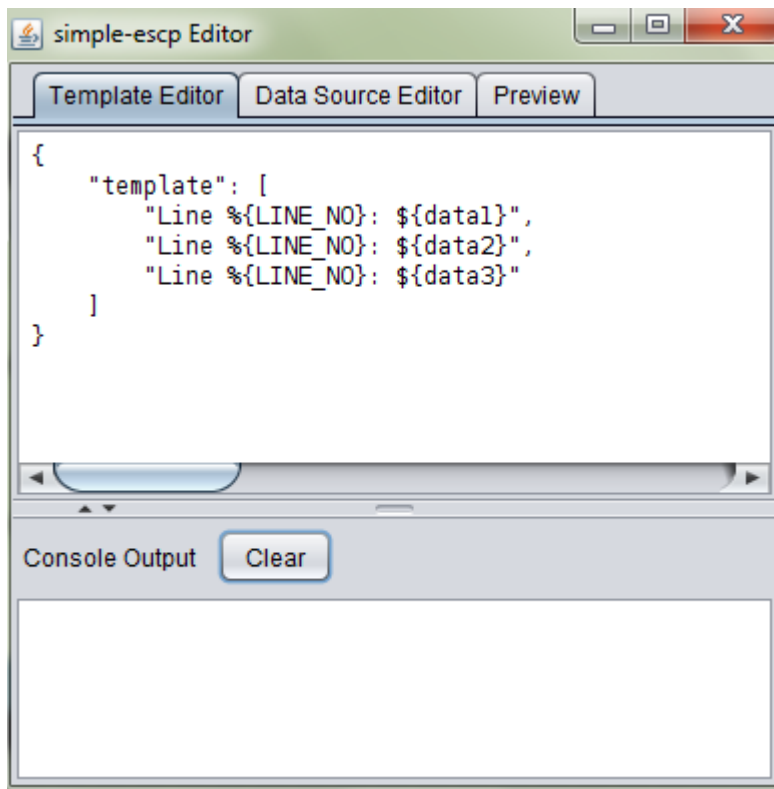 simple-escp Editor
Template Editor Data Source Editor Preview
{
    "template": [
        "Line %{LINE_NO}: ${data1}",
        "Line %{LINE_NO}: ${data2}",
        "Line %{LINE_NO}: ${data3}"
    ]
}
Console Output Clear